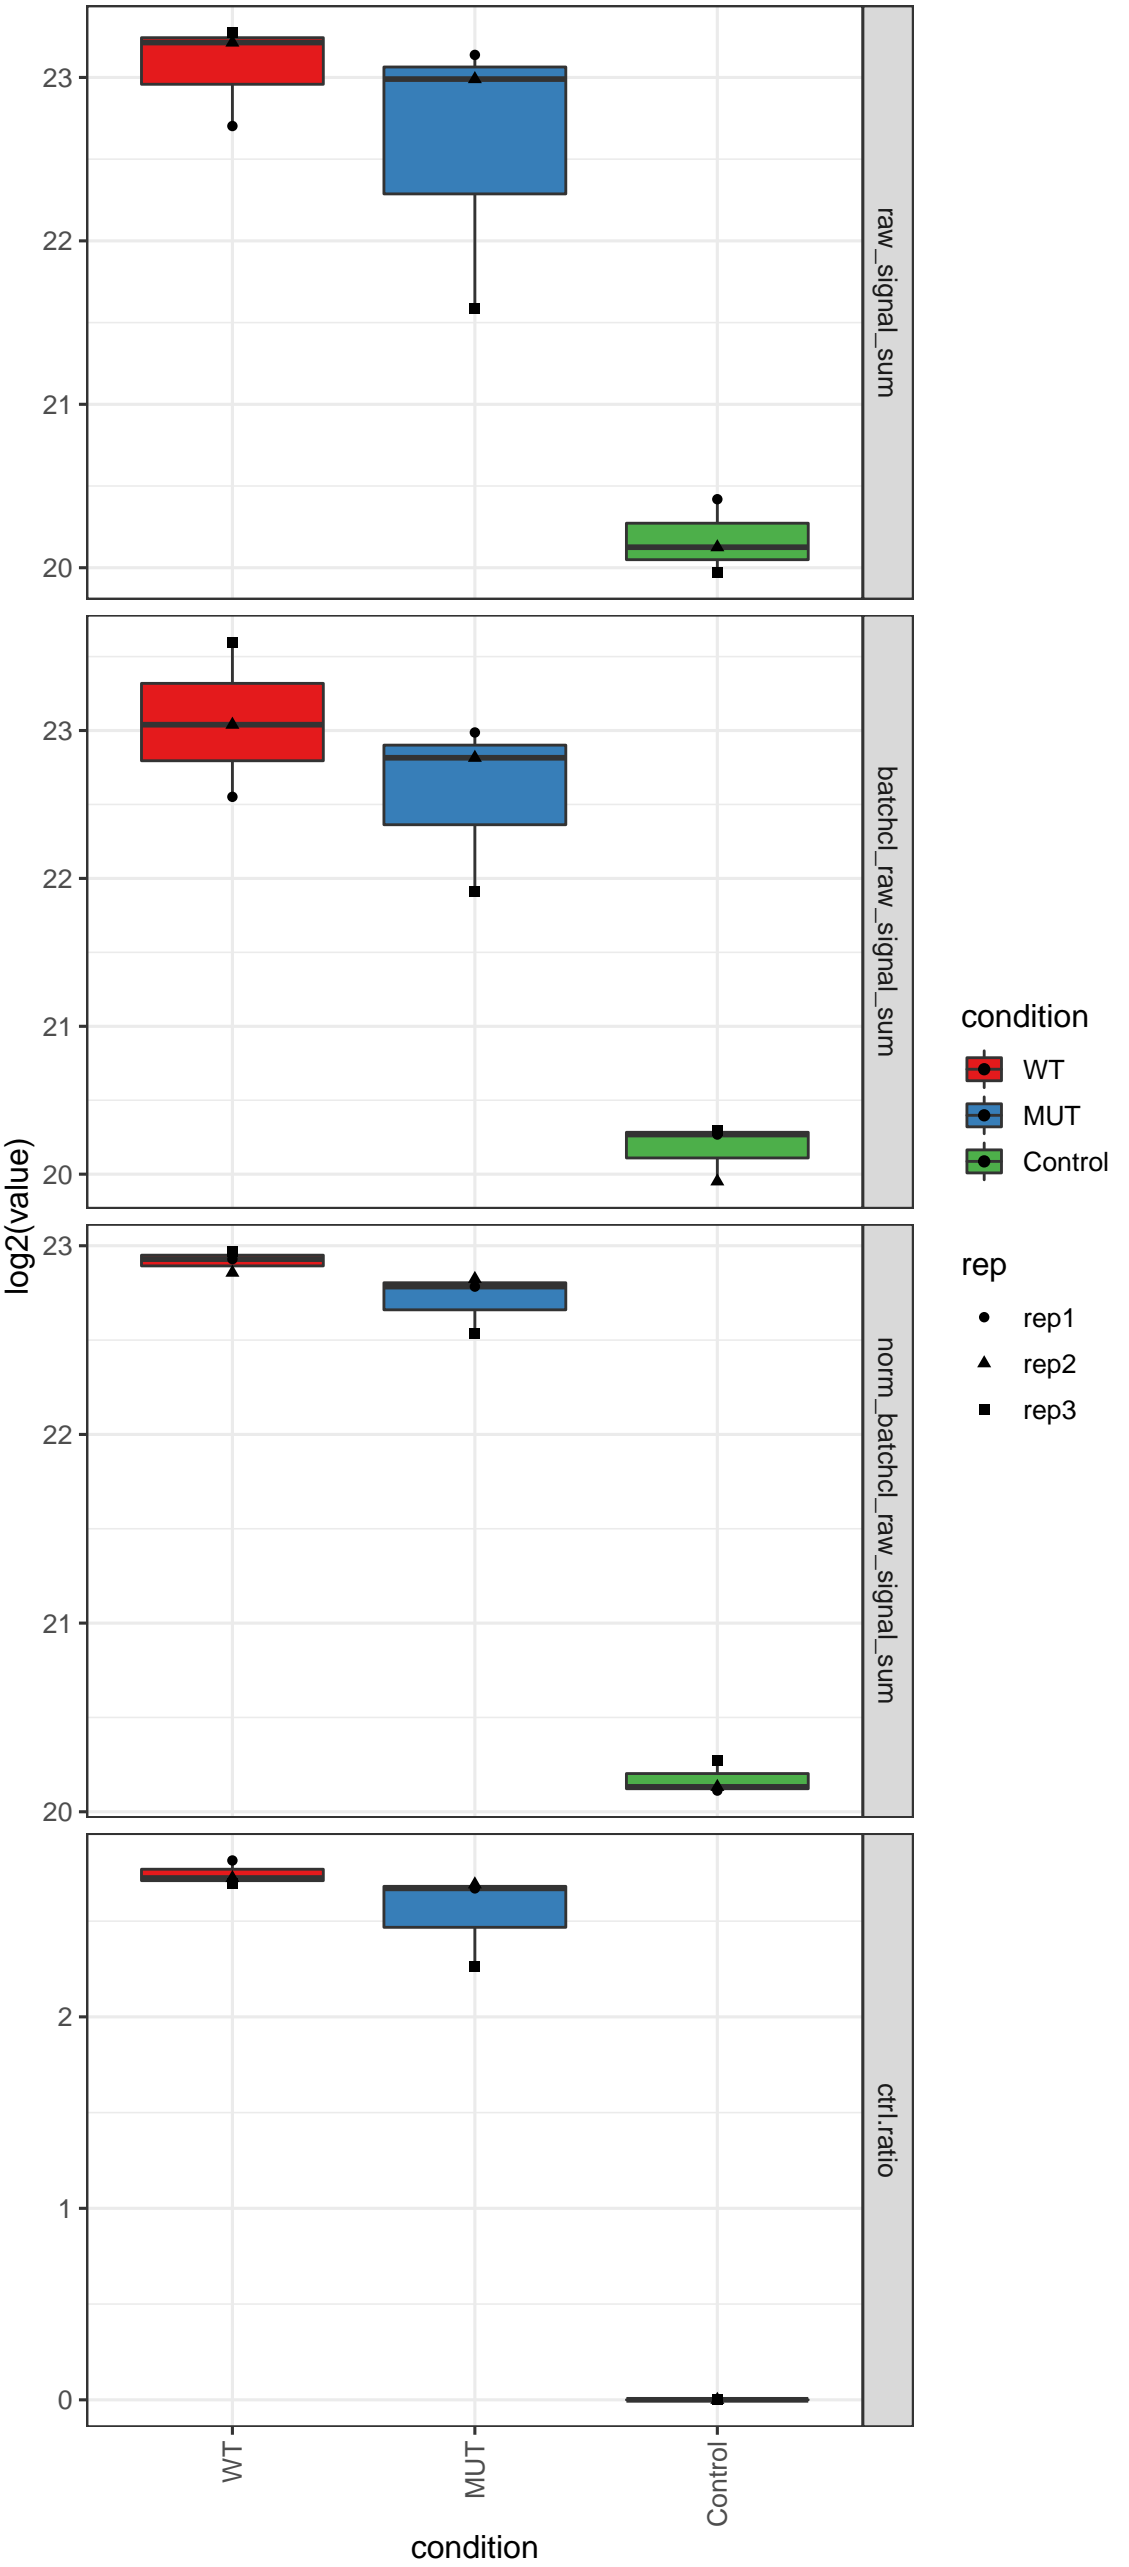 log2(value)
23
22
21
20
raw_signal_sum
23
22
21
20
batchcl_raw_signal_sum
23
22
21
20
norm_batchcl_raw_signal_sum
2
1
0
ctrl.ratio
WT
MUT
Control
condition
condition
WT
MUT
Control
rep
rep1
rep2
rep3